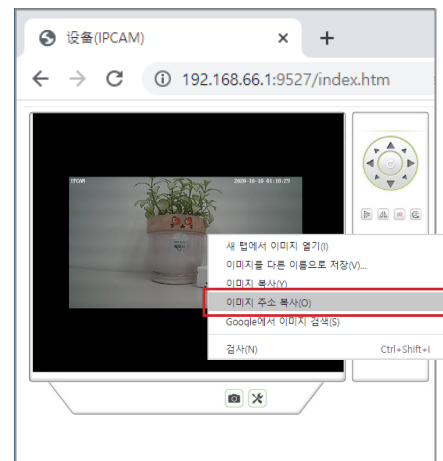 设备(IPCAM)
192.168.66.1:9527/index.htm
IPCAM
2020-10-10 01:10:29
새 탭에서 이미지 열기(I)
이미지를 다른 이름으로 저장(V)...
이미지 복사(Y)
이미지 주소 복사(O)
Google에서 이미지 검색(S)
검사(N) Ctrl+Shift+I